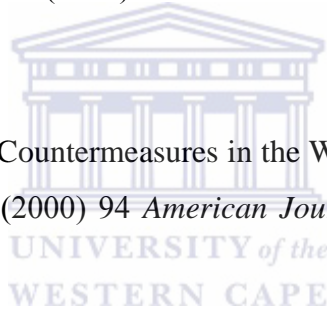 Countermeasures in the W
(2000) 94 American Jou
UNIVERSITY of the
WESTERN CAPE